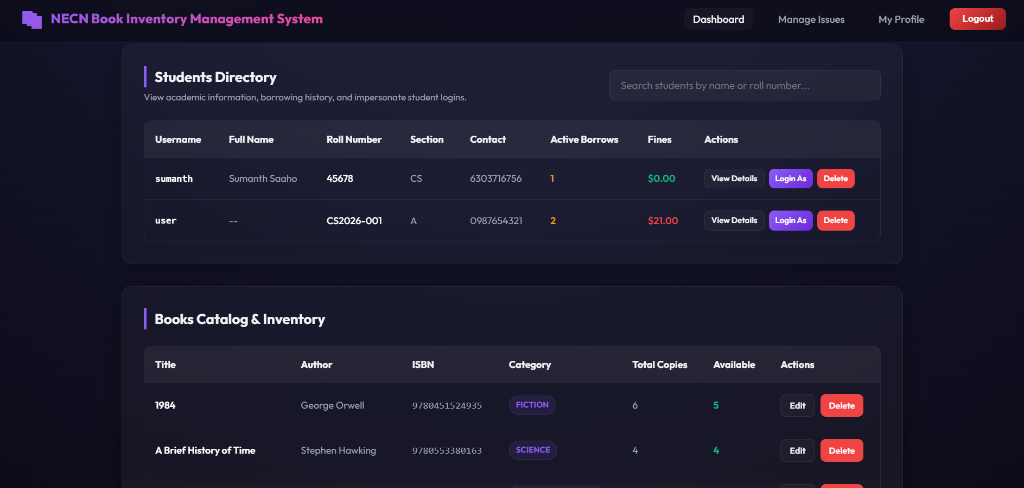 NECN Book Inventory Management System Dashboard Manage Issues My Profile Logout
Students Directory
View academic information, borrowing history, and impersonate student logins.
Search students by name or roll number...
Username Full Name Roll Number Section Contact Active Borrows Fines Actions
sumanth Sumanth Saaho 45678 CS 6303716756 1 $0.00 View Details Login As Delete
user -- CS2026-001 A 0987654321 2 $21.00 View Details Login As Delete
Books Catalog & Inventory
Title Author ISBN Category Total Copies Available Actions
1984 George Orwell 9780451524935 FICTION 6 5 Edit Delete
A Brief History of Time Stephen Hawking 9780553380163 SCIENCE 4 4 Edit Delete